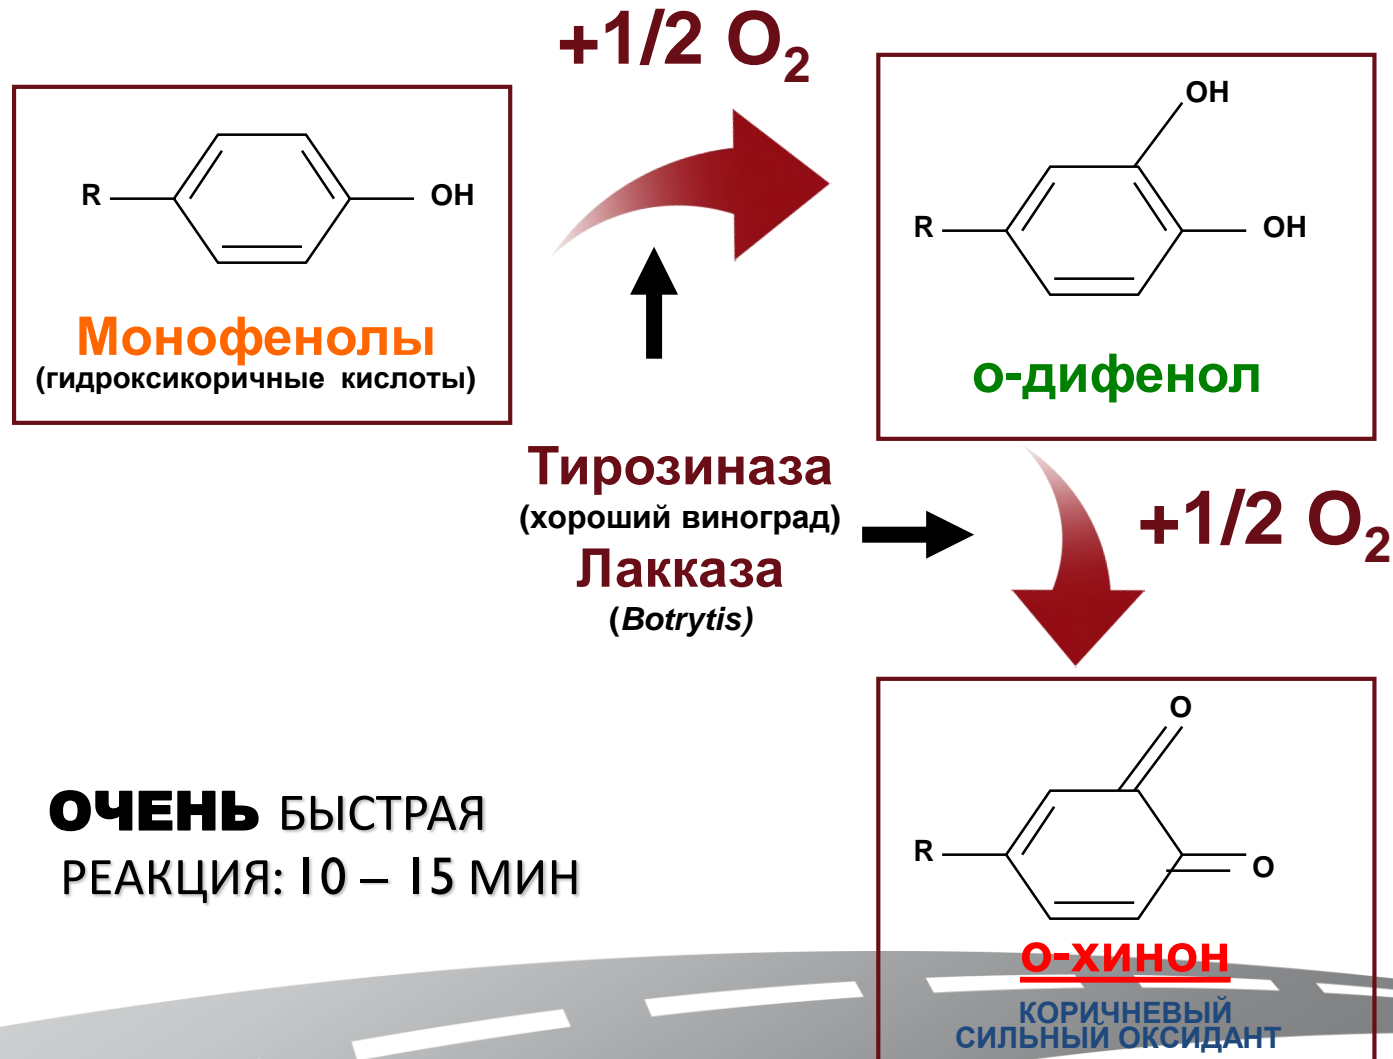 +1/2 O₂
R
OH
Монофенолы
(гидроксикоричные кислоты)
OH
R
OH
о-дифенол
Тирозиназа
(хороший виноград)
Лакказа
(Botrytis)
+1/2 O₂
O
R
O
о-хинон
КОРИЧНЕВЫЙ
СИЛЬНЫЙ ОКСИДАНТ
ОЧЕНЬ БЫСТРАЯ
РЕАКЦИЯ: 10 – 15 МИН